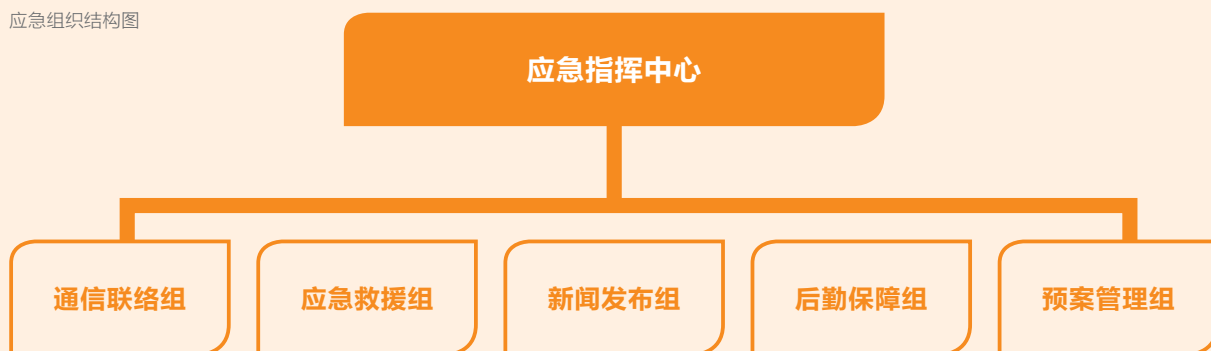 应急组织结构图
应急指挥中心
通信联络组
应急救援组
新闻发布组
后勤保障组
预案管理组